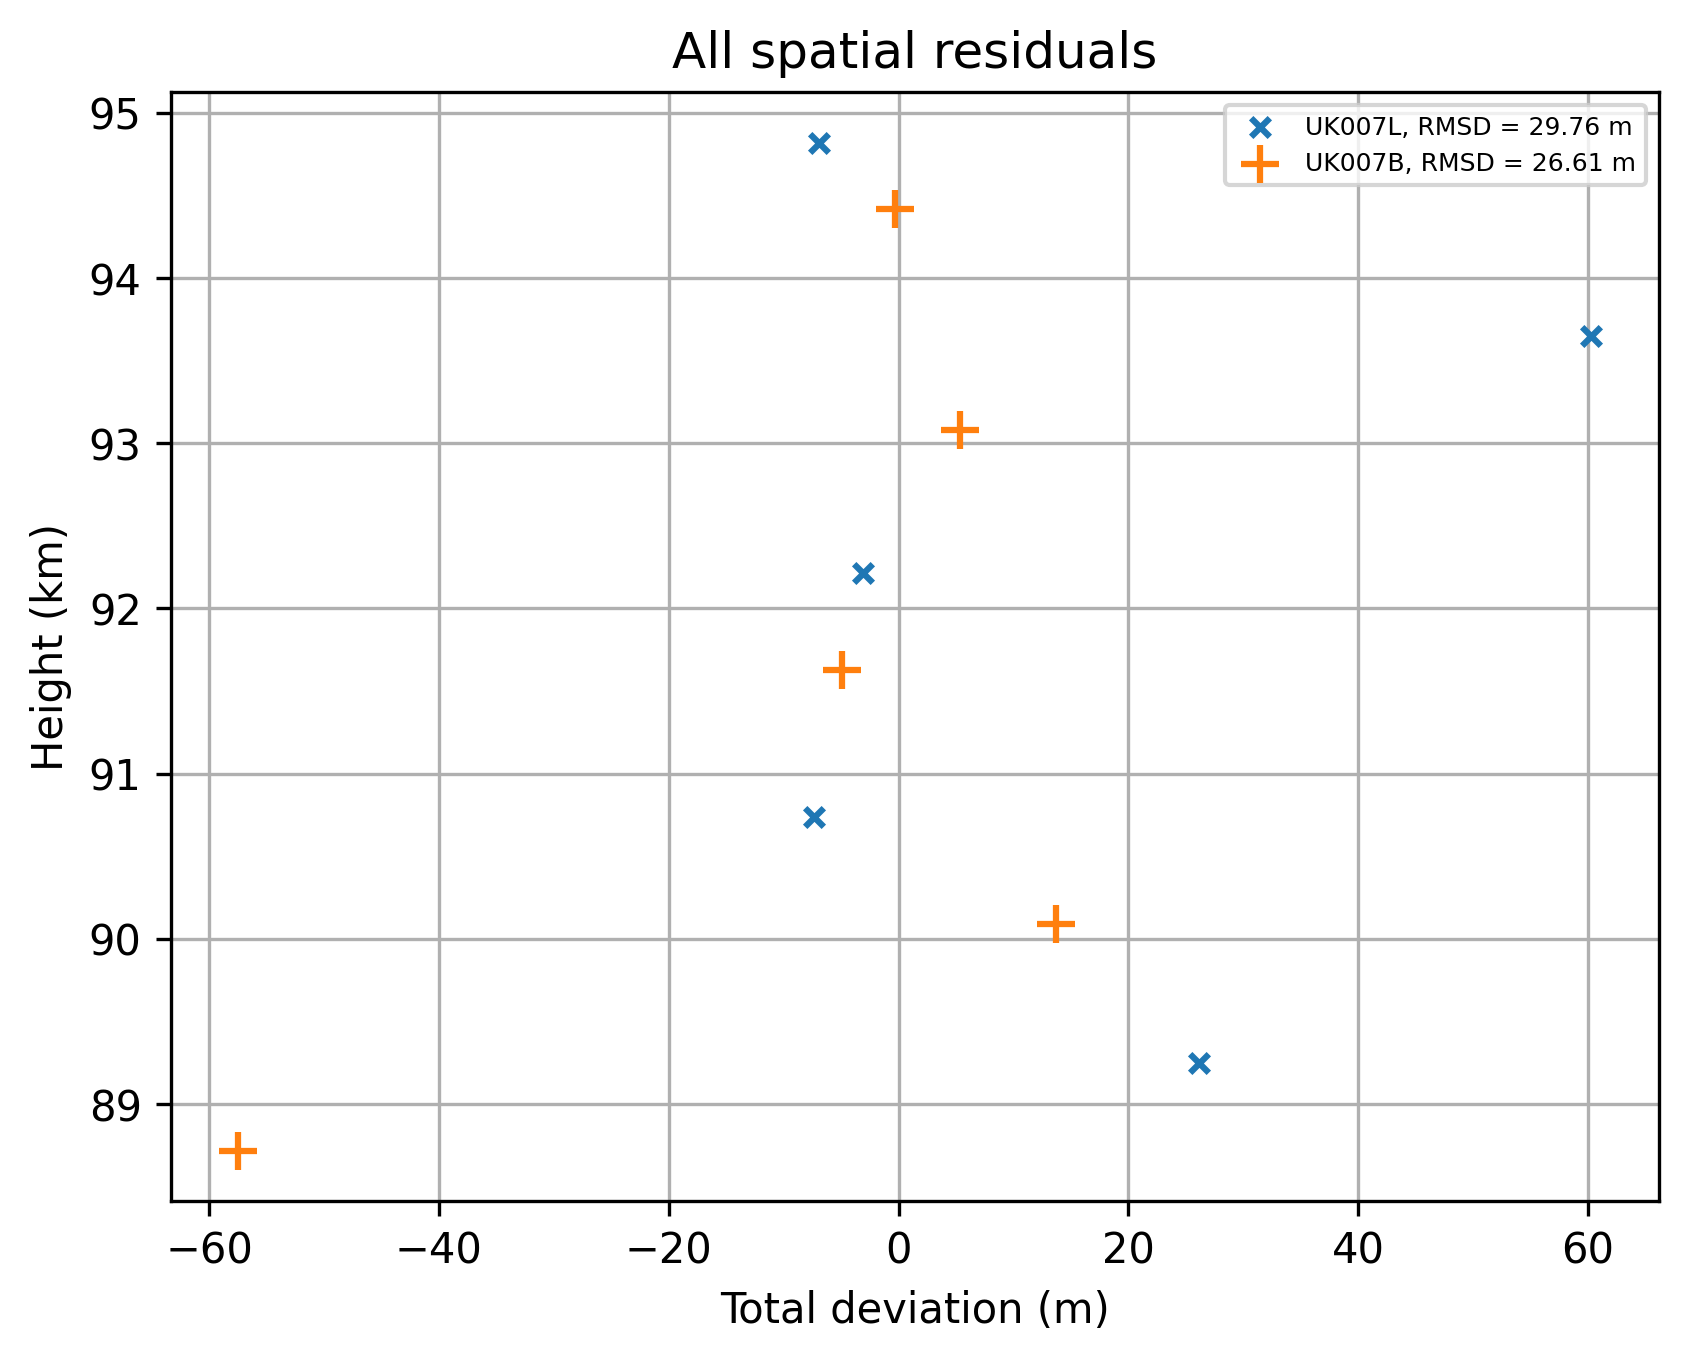 All spatial residuals
UK007L, RMSD = 29.76 m
UK007B, RMSD = 26.61 m
95
94
93
92
91
90
89
Height (km)
−60
−40
−20
0
20
40
60
Total deviation (m)